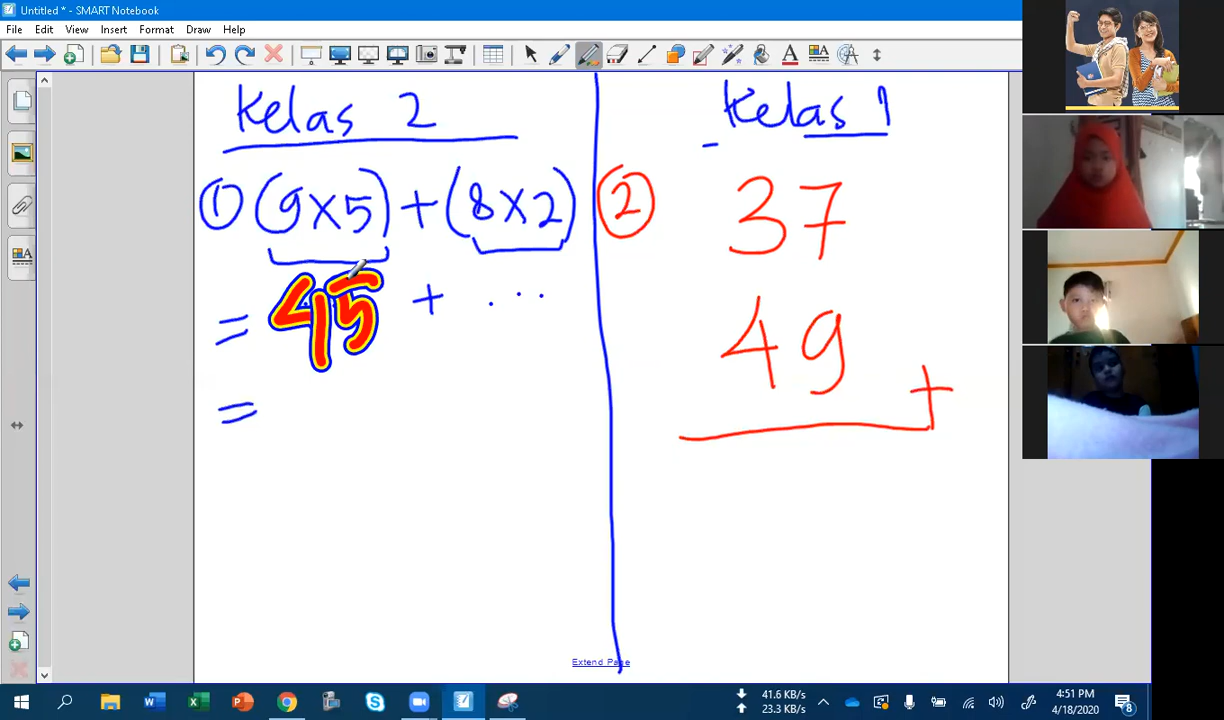 Untitled * - SMART Notebook
File Edit View Insert Format Draw Help
Kelas 2
① (9x5) + (8x2)
= 45 + ...
=
Kelas 1
② 37
49 +
Extend Page
41.6 KB/s
23.3 KB/s
4:51 PM
4/18/2020
8